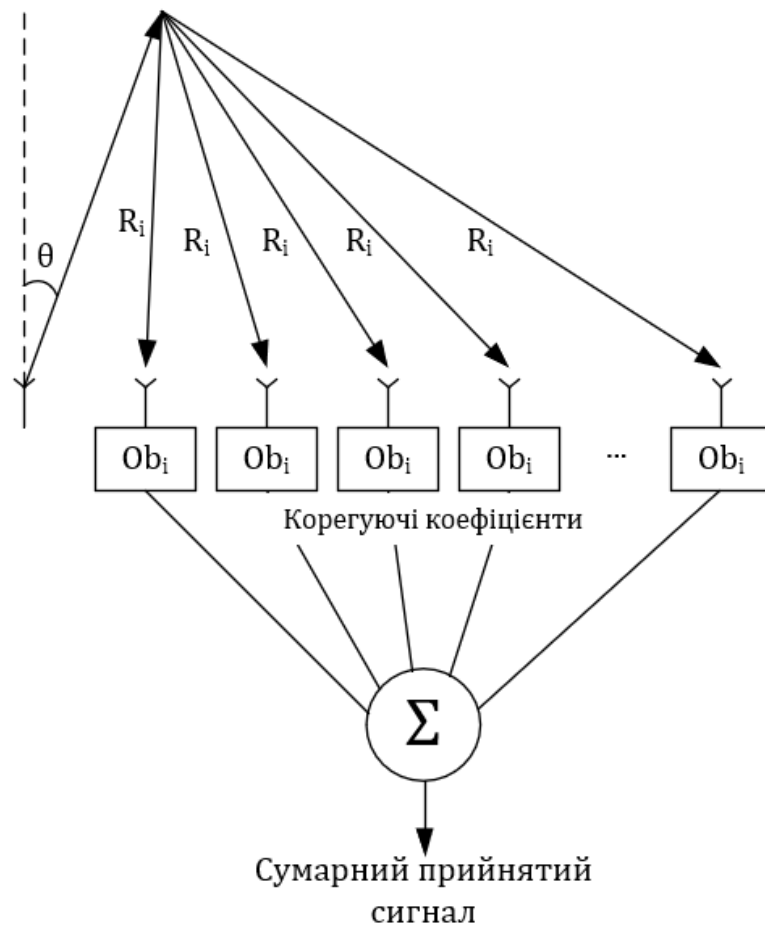 θ
Rᵢ Rᵢ Rᵢ Rᵢ Rᵢ
Obᵢ Obᵢ Obᵢ Obᵢ ... Obᵢ
Корегуючі коефіцієнти
Σ
Сумарний прийнятий
сигнал